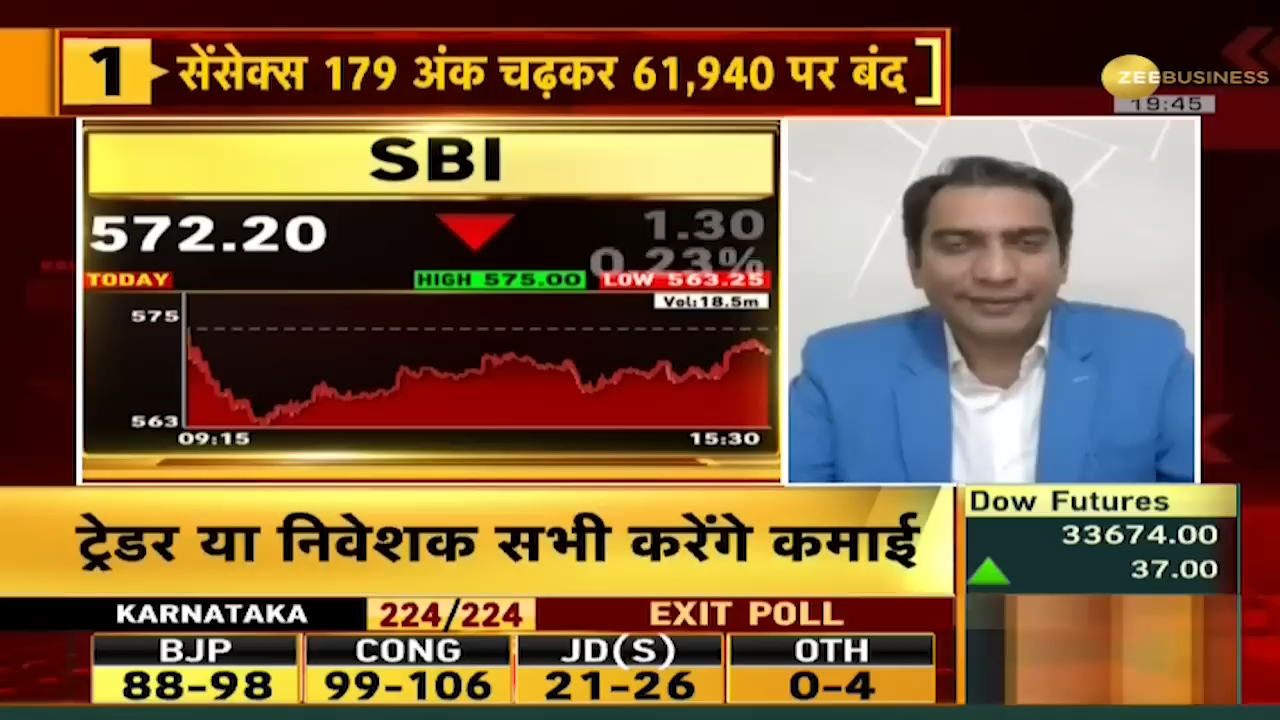 1 सेंसेक्स 179 अंक चढ़कर 61,940 पर बंद
ZEEBUSINESS
19:45
SBI
572.20 1.30
0.23%
TODAY HIGH 575.00 LOW 563.25
Vol:18.5m
575
563
09:15 15:30
ट्रेडर या निवेशक सभी करेंगे कमाई
Dow Futures
33674.00
37.00
KARNATAKA 224/224 EXIT POLL
BJP CONG JD(S) OTH
88-98 99-106 21-26 0-4